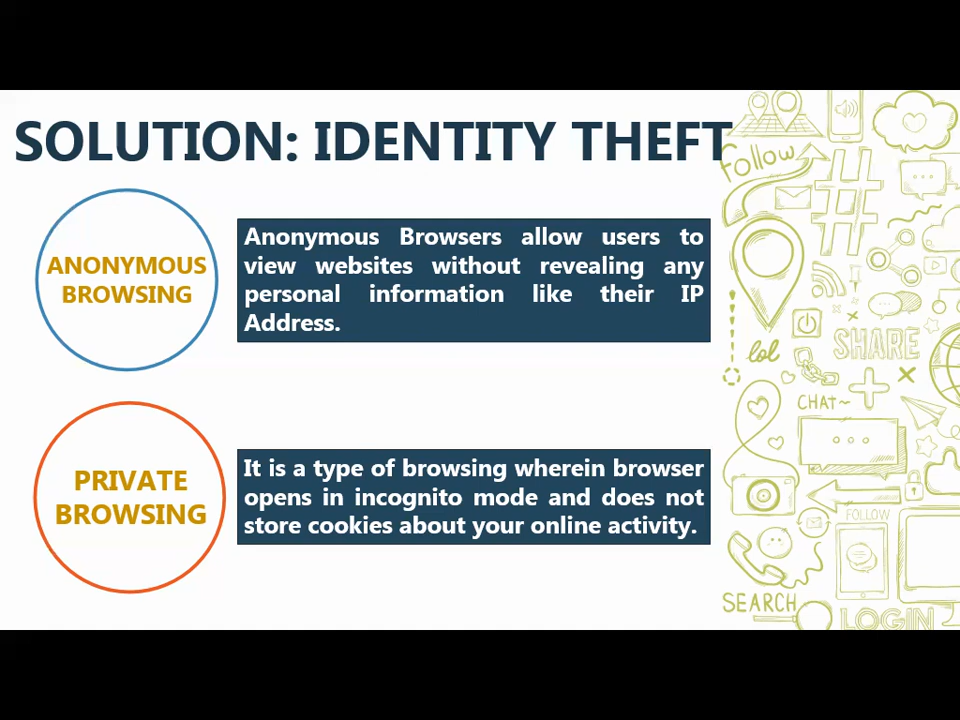 SOLUTION: IDENTITY THEFT
ANONYMOUS
BROWSING
Anonymous Browsers allow users to
view websites without revealing any
personal information like their IP
Address.
PRIVATE
BROWSING
It is a type of browsing wherein browser
opens in incognito mode and does not
store cookies about your online activity.
Follow
#
lol
SHARE
CHAT~
FOLLOW
SEARCH
LOGIN